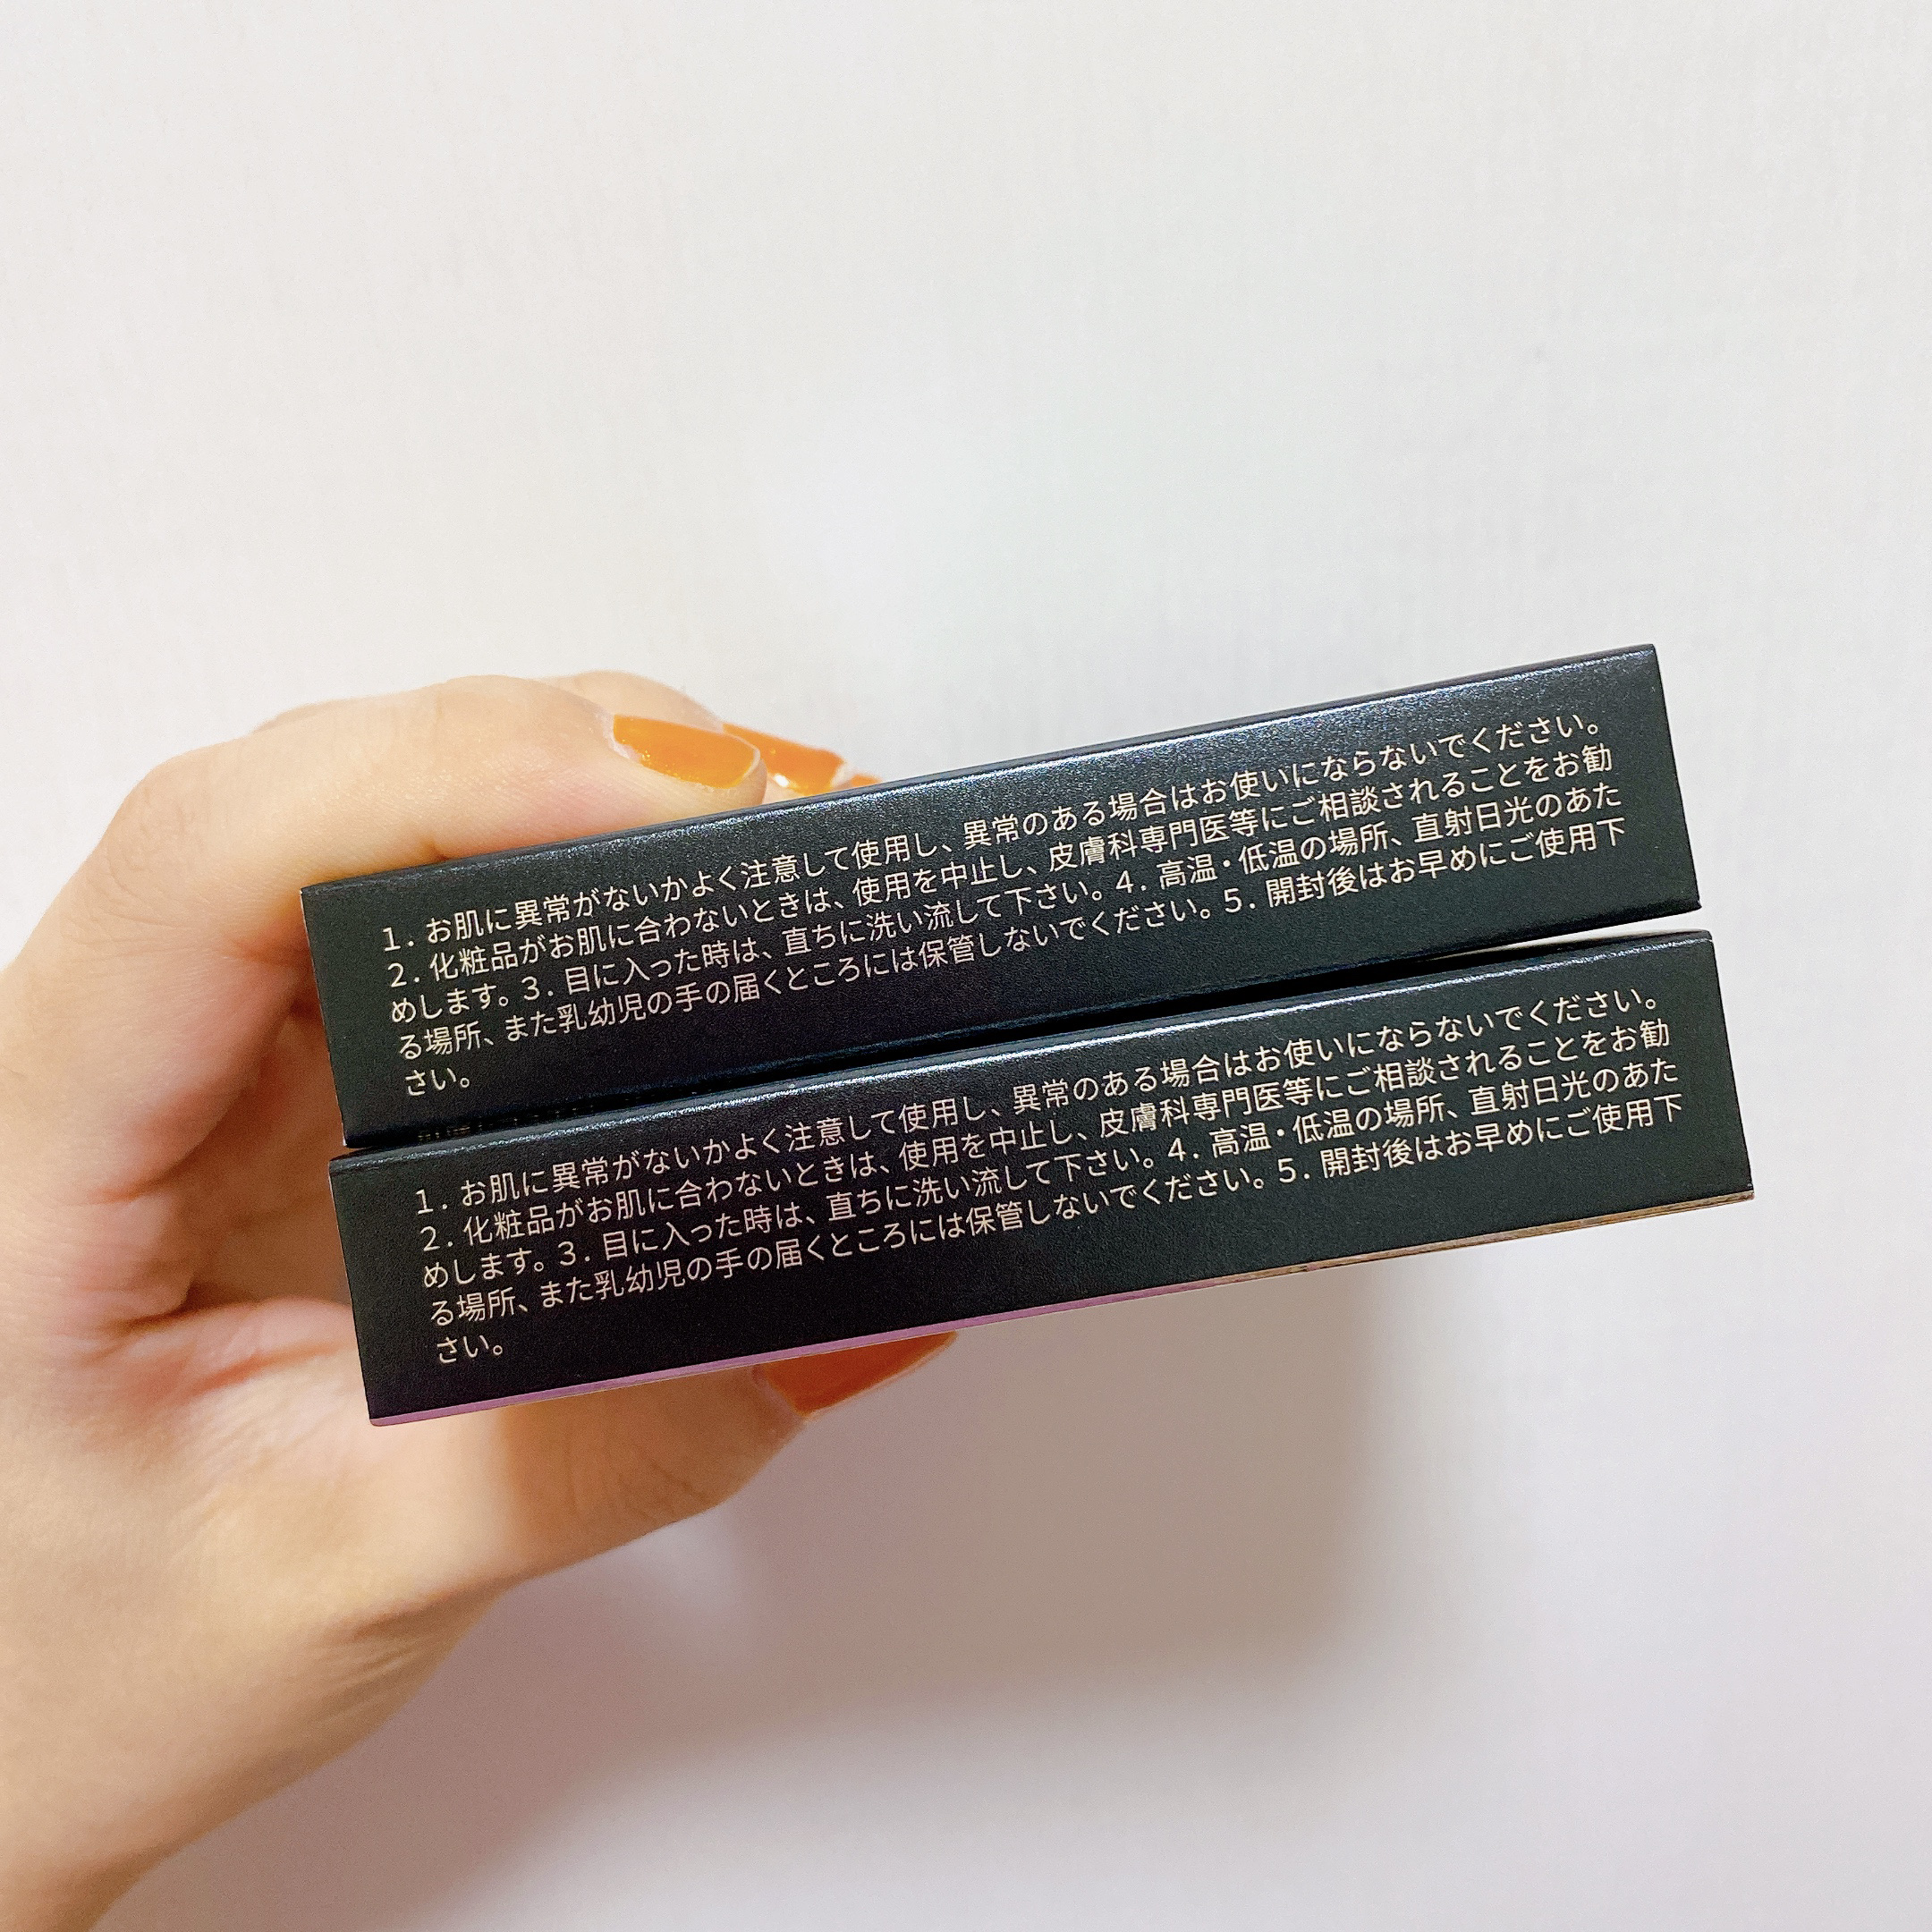 1. お肌に異常がないかよく注意して使用し、異常のある場合はお使いにならないでください。
2. 化粧品がお肌に合わないときは、使用を中止し、皮膚科専門医等にご相談されることをお勧
めします。3. 目に入った時は、直ちに洗い流して下さい。4. 高温・低温の場所、直射日光のあた
る場所、また乳幼児の手の届くところには保管しないでください。5. 開封後はお早めにご使用下
さい。
1. お肌に異常がないかよく注意して使用し、異常のある場合はお使いにならないでください。
2. 化粧品がお肌に合わないときは、使用を中止し、皮膚科専門医等にご相談されることをお勧
めします。3. 目に入った時は、直ちに洗い流して下さい。4. 高温・低温の場所、直射日光のあた
る場所、また乳幼児の手の届くところには保管しないでください。5. 開封後はお早めにご使用下
さい。